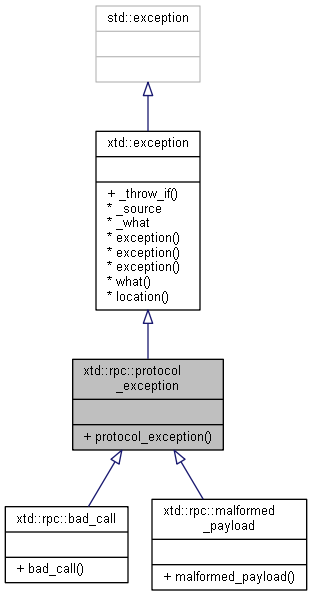 std::exception
xtd::exception
+ _throw_if()
* _source
* _what
* exception()
* exception()
* exception()
* what()
* location()
xtd::rpc::protocol
_exception
+ protocol_exception()
xtd::rpc::bad_call
+ bad_call()
xtd::rpc::malformed
_payload
+ malformed_payload()